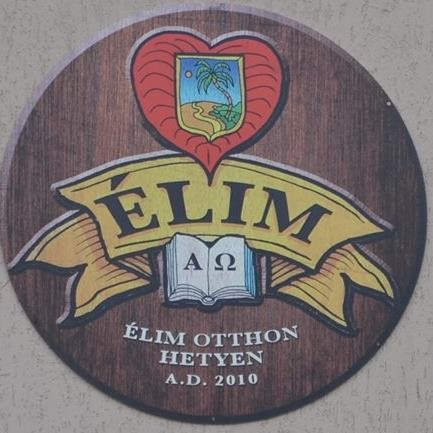 ÉLIM
Α Ω
ÉLIM OTTHON
HETYEN
A.D. 2010